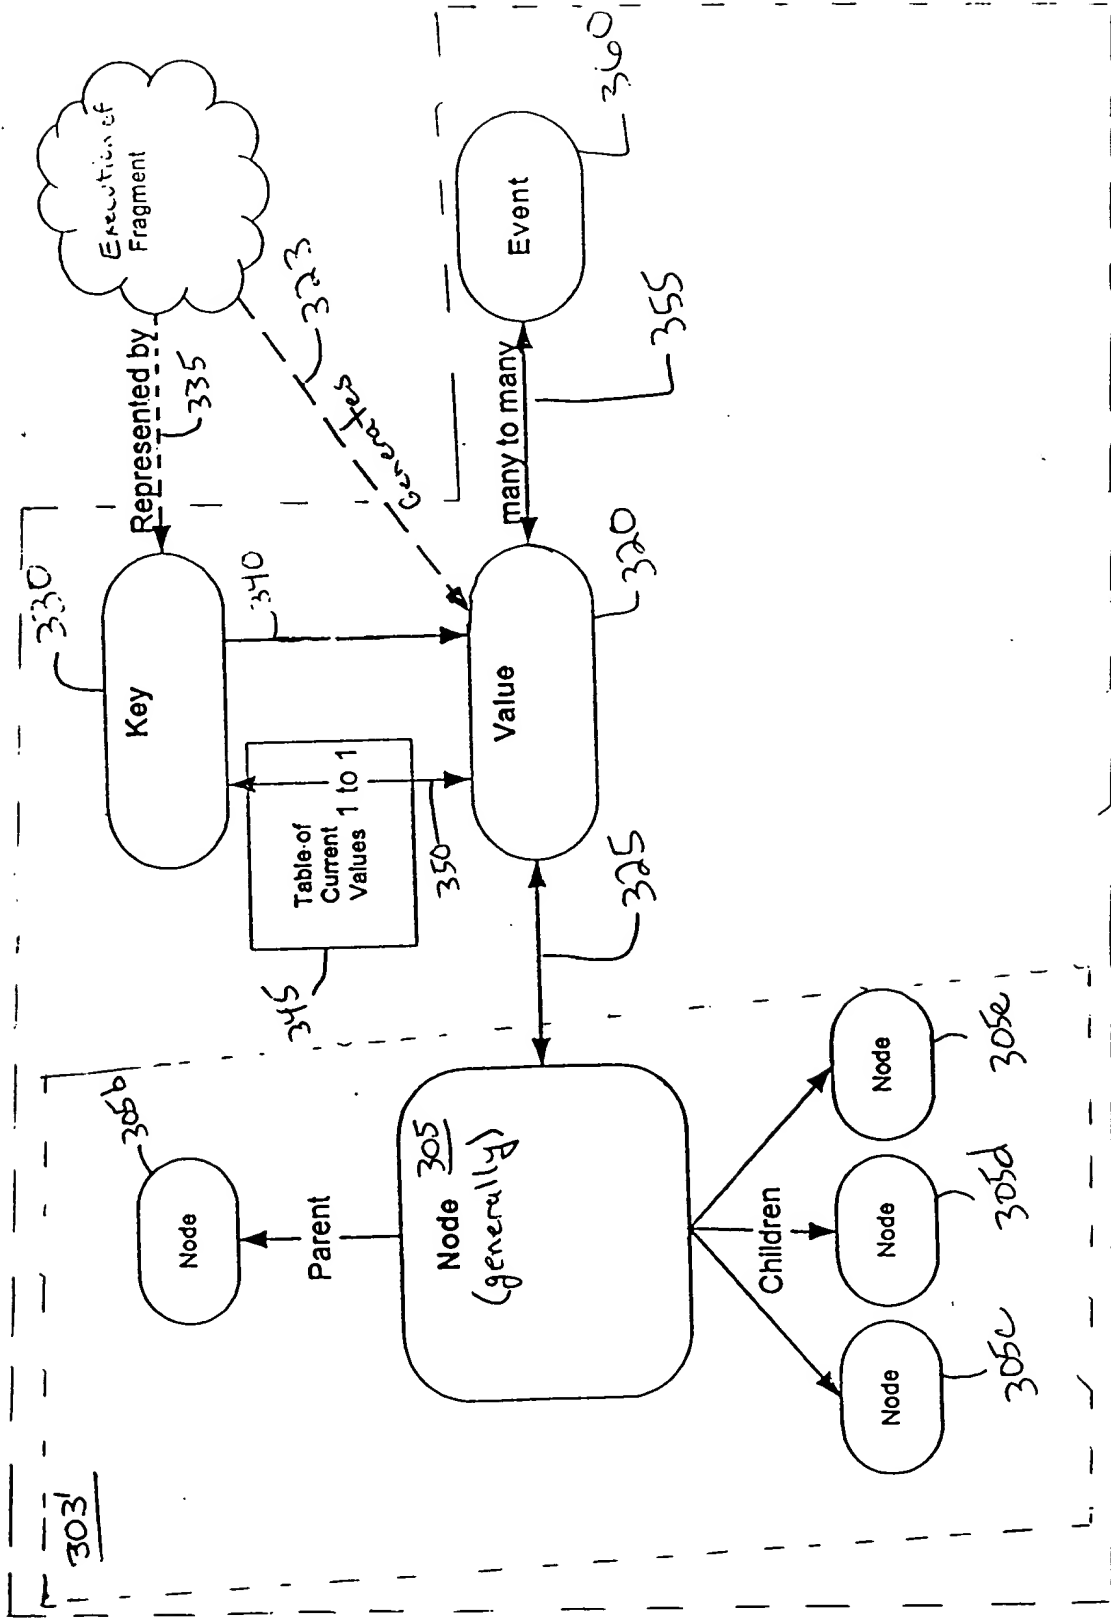 Execution of
Fragment
Represented by
335
323
Generates
330
Key
340
Table of
Current
Values 1 to 1
345
350
Value
320
many to many
355
Event
360
325
303
305b
Node
Parent
Node 305
(generally)
Children
Node
305c
Node
305d
Node
305e